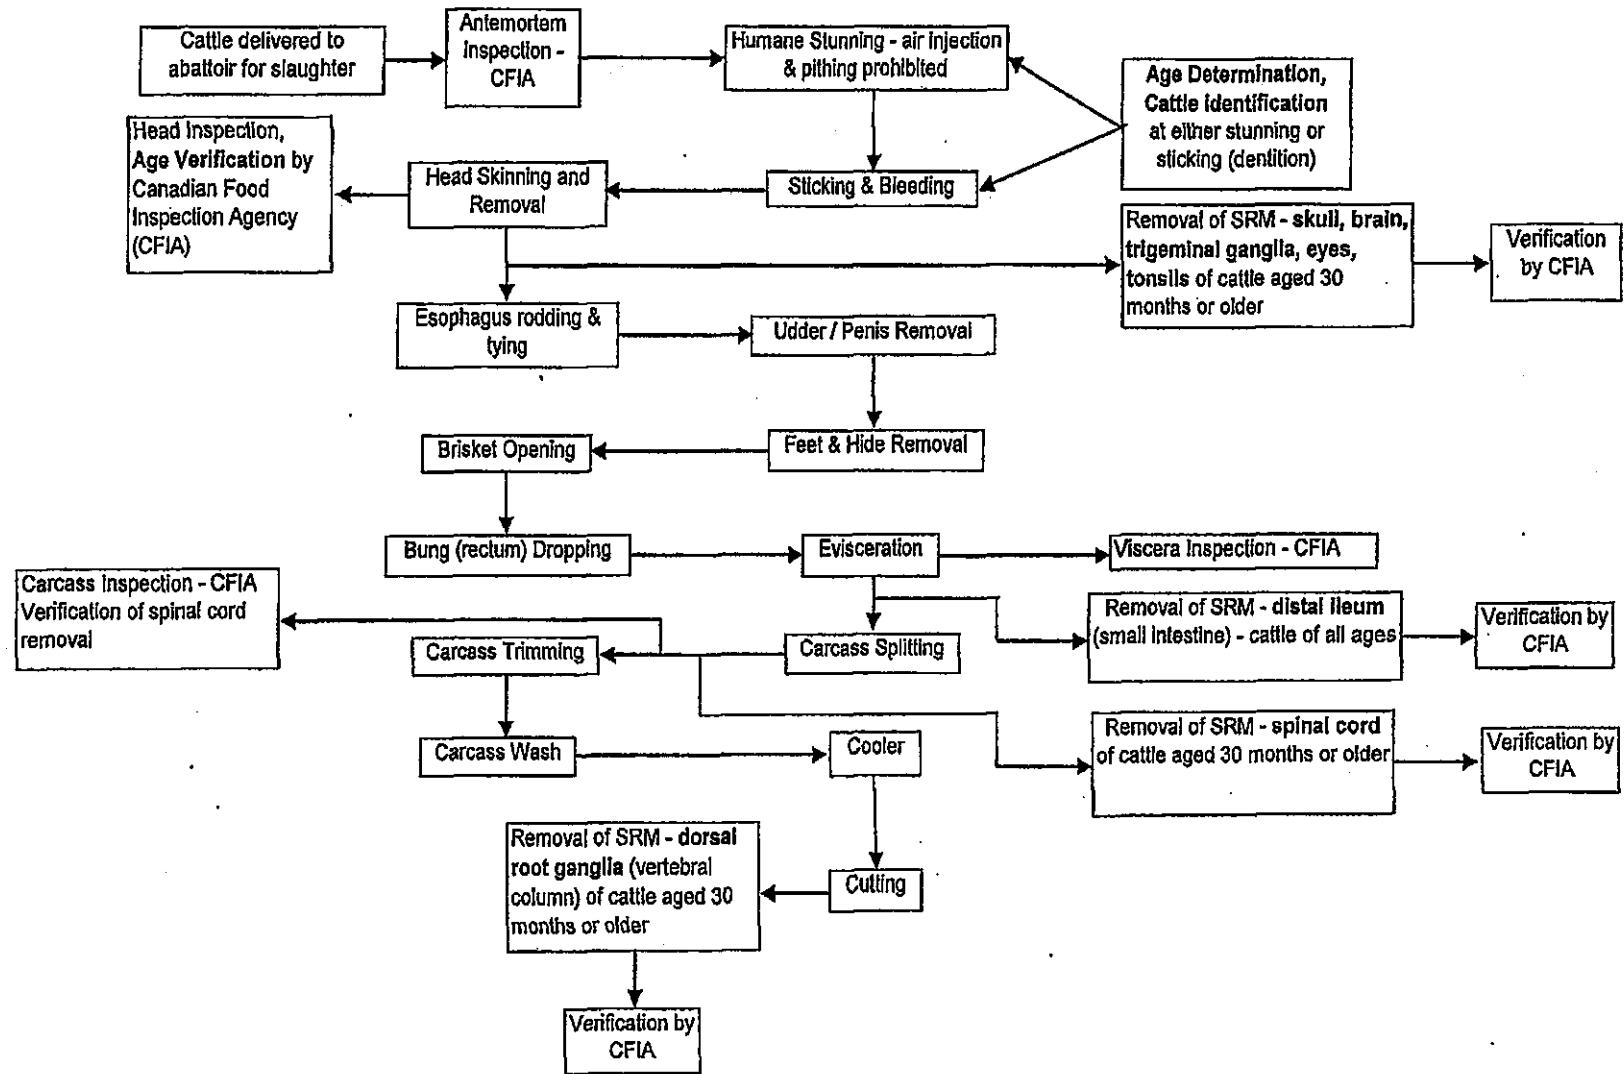 Cattle delivered to
abattoir for slaughter
Antemortem
Inspection -
CFIA
Humane Stunning - air injection
& pithing prohibited
Age Determination,
Cattle identification
at either stunning or
sticking (dentition)
Head Inspection,
Age Verification by
Canadian Food
Inspection Agency
(CFIA)
Head Skinning and
Removal
Sticking & Bleeding
Removal of SRM - skull, brain,
trigeminal ganglia, eyes,
tonsils of cattle aged 30
months or older
Verification
by CFIA
Esophagus rodding &
tying
Udder / Penis Removal
Brisket Opening
Feet & Hide Removal
Bung (rectum) Dropping
Evisceration
Viscera Inspection - CFIA
Carcass Inspection - CFIA
Verification of spinal cord
removal
Carcass Trimming
Carcass Splitting
Removal of SRM - distal ileum
(small intestine) - cattle of all ages
Verification by
CFIA
Carcass Wash
Cooler
Removal of SRM - spinal cord
of cattle aged 30 months or older
Verification by
CFIA
Removal of SRM - dorsal
root ganglia (vertebral
column) of cattle aged 30
months or older
Cutting
Verification by
CFIA